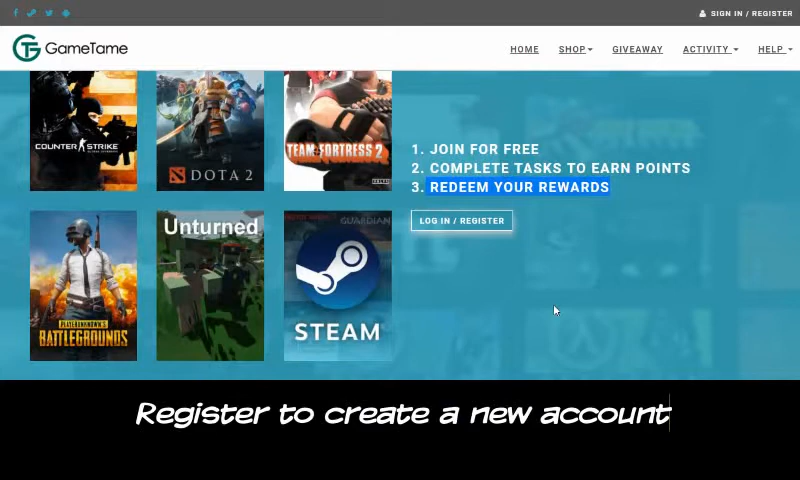 SIGN IN / REGISTER
GameTame
HOME SHOP GIVEAWAY ACTIVITY HELP
COUNTER STRIKE
DOTA 2
TEAM FORTRESS 2
1. JOIN FOR FREE
2. COMPLETE TASKS TO EARN POINTS
3. REDEEM YOUR REWARDS
LOG IN / REGISTER
PLAYERUNKNOWN'S
BATTLEGROUNDS
Unturned
GUARDIAN
STEAM
Register to create a new account